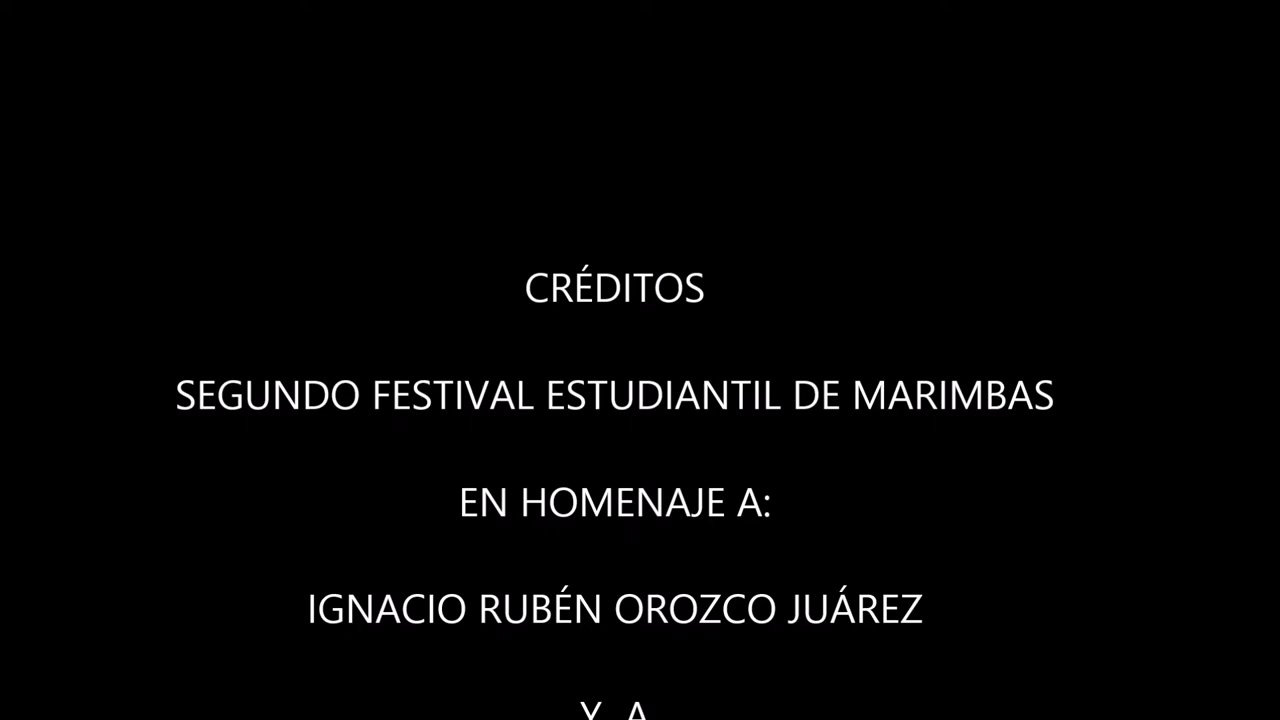 CRÉDITOS
SEGUNDO FESTIVAL ESTUDIANTIL DE MARIMBAS
EN HOMENAJE A:
IGNACIO RUBÉN OROZCO JUÁREZ
Y A